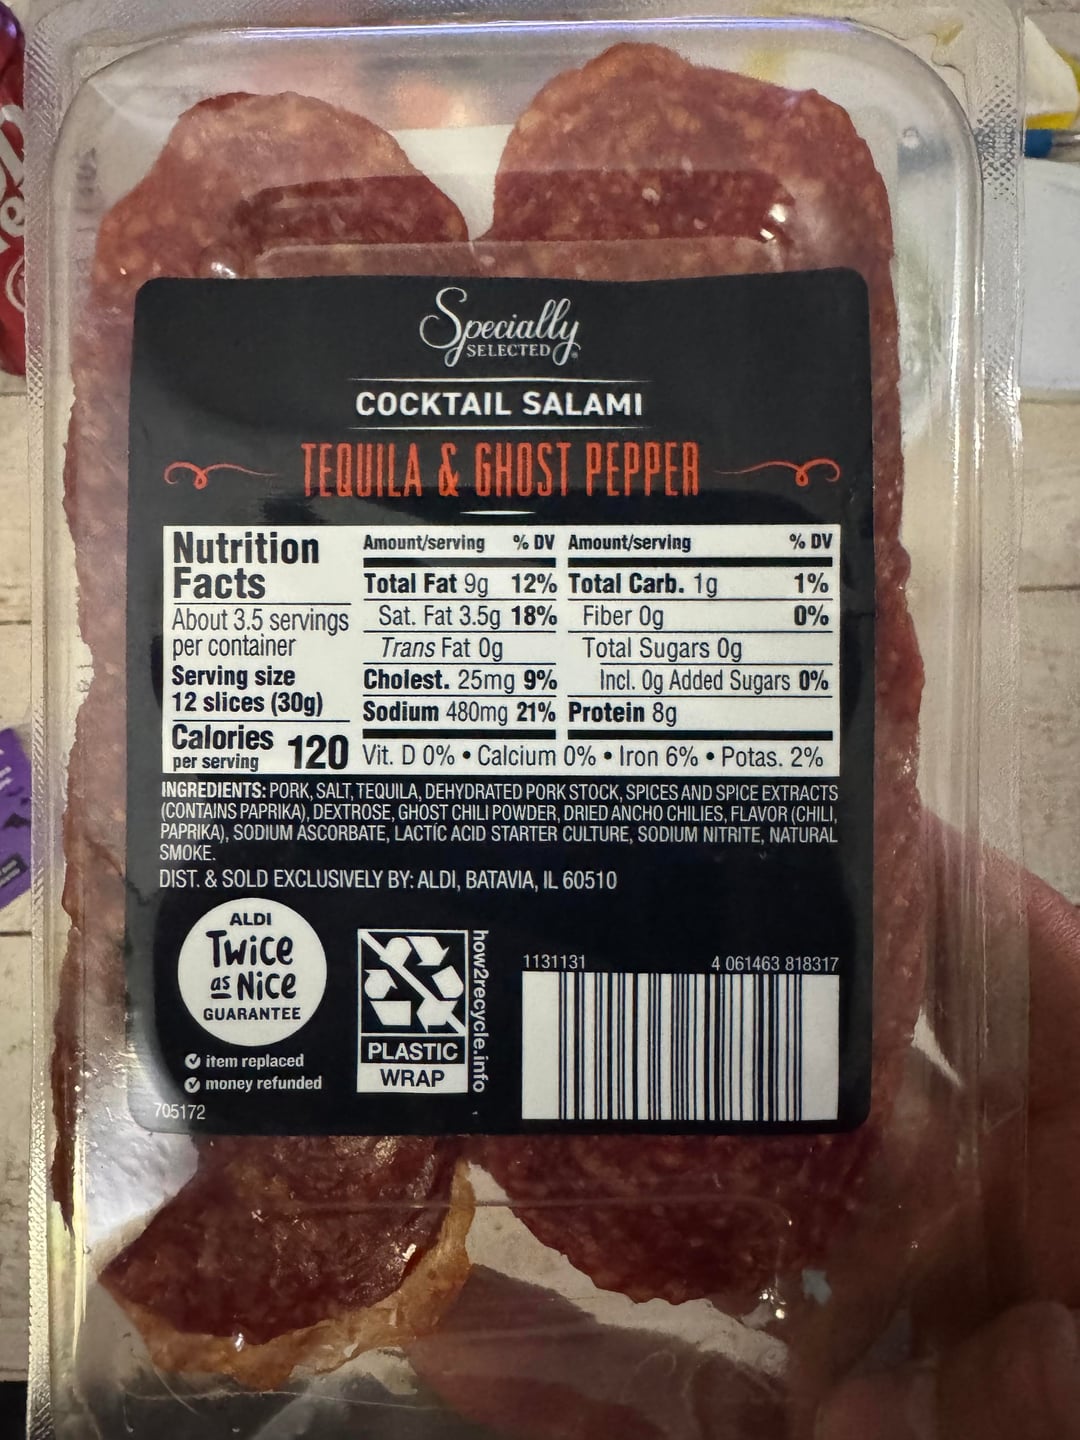 Specially
SELECTED®
COCKTAIL SALAMI
TEQUILA & GHOST PEPPER
Nutrition
Facts
About 3.5 servings
per container
Serving size
12 slices (30g)
Calories 120
per serving
Amount/serving % DV
Total Fat 9g 12%
Sat. Fat 3.5g 18%
Trans Fat 0g
Cholest. 25mg 9%
Sodium 480mg 21%
Amount/serving % DV
Total Carb. 1g 1%
Fiber 0g 0%
Total Sugars 0g
Incl. 0g Added Sugars 0%
Protein 8g
Vit. D 0% • Calcium 0% • Iron 6% • Potas. 2%
INGREDIENTS: PORK, SALT, TEQUILA, DEHYDRATED PORK STOCK, SPICES AND SPICE EXTRACTS
(CONTAINS PAPRIKA), DEXTROSE, GHOST CHILI POWDER, DRIED ANCHO CHILIES, FLAVOR (CHILI,
PAPRIKA), SODIUM ASCORBATE, LACTIC ACID STARTER CULTURE, SODIUM NITRITE, NATURAL
SMOKE.
DIST. & SOLD EXCLUSIVELY BY: ALDI, BATAVIA, IL 60510
ALDI
Twice
as Nice
GUARANTEE
item replaced
money refunded
705172
PLASTIC
WRAP
how2recycle.info
1131131 4 061463 818317